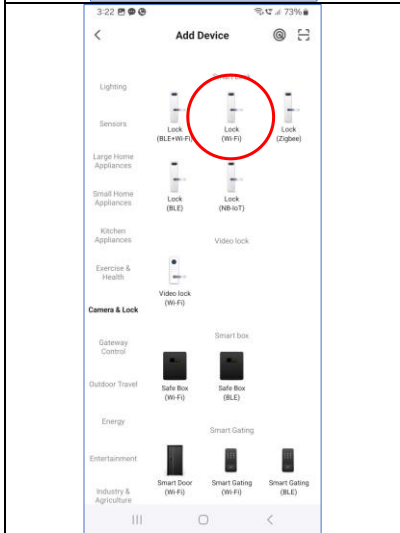 3:22 73%
Add Device
Smart Lock
Lighting
Sensors
Large Home
Appliances
Small Home
Appliances
Kitchen
Appliances
Exercise &
Health
Camera & Lock
Gateway
Control
Outdoor Travel
Energy
Entertainment
Industry &
Agriculture
Lock
(BLE+Wi-Fi)
Lock
(Wi-Fi)
Lock
(Zigbee)
Lock
(BLE)
Lock
(NB-IoT)
Video lock
Video lock
(Wi-Fi)
Smart box
Safe Box
(Wi-Fi)
Safe Box
(BLE)
Smart Gating
Smart Door
(Wi-Fi)
Smart Gating
(Wi-Fi)
Smart Gating
(BLE)